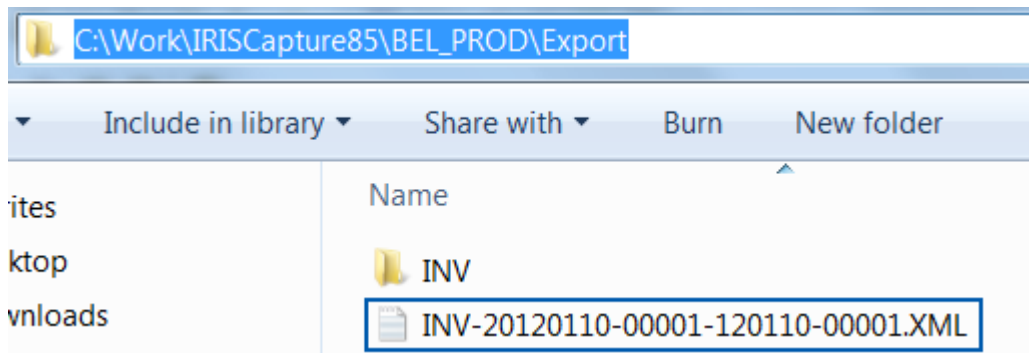 C:\Work\IRISCapture85\BEL_PROD\Export
Include in library Share with Burn New folder
rites
ktop
wnloads
Name
INV
INV-20120110-00001-120110-00001.XML